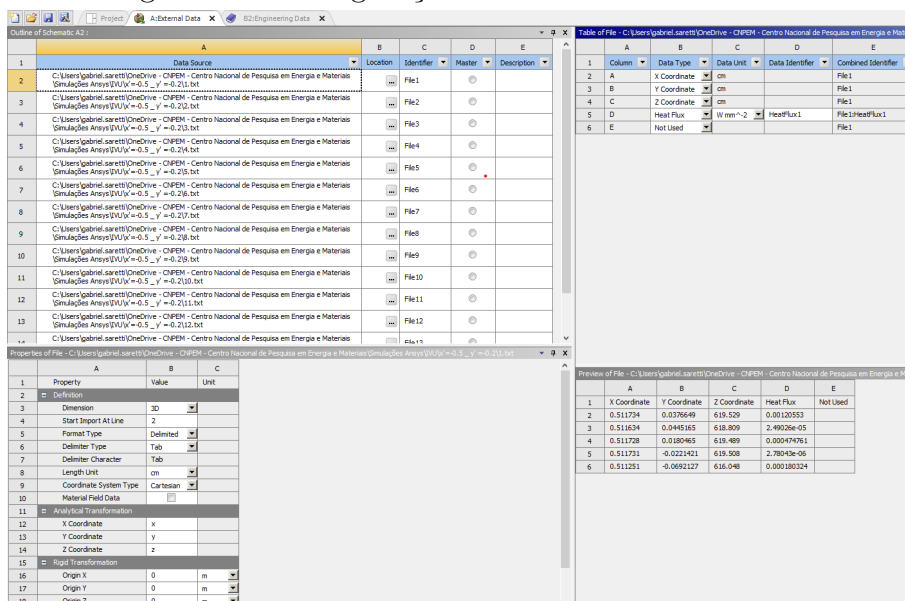 Project
A:External Data
B2:Engineering Data
Outline of Schematic A2 :
A B C D E
1 Data Source Location Identifier Master Description
2 C:\Users\gabriel.saretti\OneDrive - CNPEM - Centro Nacional de Pesquisa em Energia e Materiais
\Simulações Ansys\IVU\x'=-0.5 _ y' =-0.2\1.txt ... File1
3 C:\Users\gabriel.saretti\OneDrive - CNPEM - Centro Nacional de Pesquisa em Energia e Materiais
\Simulações Ansys\IVU\x'=-0.5 _ y' =-0.2\2.txt ... File2
4 C:\Users\gabriel.saretti\OneDrive - CNPEM - Centro Nacional de Pesquisa em Energia e Materiais
\Simulações Ansys\IVU\x'=-0.5 _ y' =-0.2\3.txt ... File3
5 C:\Users\gabriel.saretti\OneDrive - CNPEM - Centro Nacional de Pesquisa em Energia e Materiais
\Simulações Ansys\IVU\x'=-0.5 _ y' =-0.2\4.txt ... File4
6 C:\Users\gabriel.saretti\OneDrive - CNPEM - Centro Nacional de Pesquisa em Energia e Materiais
\Simulações Ansys\IVU\x'=-0.5 _ y' =-0.2\5.txt ... File5
7 C:\Users\gabriel.saretti\OneDrive - CNPEM - Centro Nacional de Pesquisa em Energia e Materiais
\Simulações Ansys\IVU\x'=-0.5 _ y' =-0.2\6.txt ... File6
8 C:\Users\gabriel.saretti\OneDrive - CNPEM - Centro Nacional de Pesquisa em Energia e Materiais
\Simulações Ansys\IVU\x'=-0.5 _ y' =-0.2\7.txt ... File7
9 C:\Users\gabriel.saretti\OneDrive - CNPEM - Centro Nacional de Pesquisa em Energia e Materiais
\Simulações Ansys\IVU\x'=-0.5 _ y' =-0.2\8.txt ... File8
10 C:\Users\gabriel.saretti\OneDrive - CNPEM - Centro Nacional de Pesquisa em Energia e Materiais
\Simulações Ansys\IVU\x'=-0.5 _ y' =-0.2\9.txt ... File9
11 C:\Users\gabriel.saretti\OneDrive - CNPEM - Centro Nacional de Pesquisa em Energia e Materiais
\Simulações Ansys\IVU\x'=-0.5 _ y' =-0.2\10.txt ... File10
12 C:\Users\gabriel.saretti\OneDrive - CNPEM - Centro Nacional de Pesquisa em Energia e Materiais
\Simulações Ansys\IVU\x'=-0.5 _ y' =-0.2\11.txt ... File11
13 C:\Users\gabriel.saretti\OneDrive - CNPEM - Centro Nacional de Pesquisa em Energia e Materiais
\Simulações Ansys\IVU\x'=-0.5 _ y' =-0.2\12.txt ... File12
14 C:\Users\gabriel.saretti\OneDrive - CNPEM - Centro Nacional de Pesquisa em Energia e Materiais File13
Table of File - C:\Users\gabriel.saretti\OneDrive - CNPEM - Centro Nacional de Pesquisa em Energia e Mat
A B C D E
1 Column Data Type Data Unit Data Identifier Combined Identifier
2 A X Coordinate cm File1
3 B Y Coordinate cm File1
4 C Z Coordinate cm File1
5 D Heat Flux W mm^-2 HeatFlux1 File1:HeatFlux1
6 E Not Used File1
Properties of File - C:\Users\gabriel.saretti\OneDrive - CNPEM - Centro Nacional de Pesquisa em Energia e Materiais\Simulações Ansys\IVU\x'=-0.5 _ y' =-0.2\1.txt
A B C
1 Property Value Unit
2 Definition
3 Dimension 3D
4 Start Import At Line 2
5 Format Type Delimited
6 Delimiter Type Tab
7 Delimiter Character Tab
8 Length Unit cm
9 Coordinate System Type Cartesian
10 Material Field Data
11 Analytical Transformation
12 X Coordinate x
13 Y Coordinate y
14 Z Coordinate z
15 Rigid Transformation
16 Origin X 0 m
17 Origin Y 0 m
18 Origin Z 0 m
Preview of File - C:\Users\gabriel.saretti\OneDrive - CNPEM - Centro Nacional de Pesquisa em Energia e M
A B C D E
1 X Coordinate Y Coordinate Z Coordinate Heat Flux Not Used
2 0.511734 0.0376649 619.529 0.00120553
3 0.511634 0.0445165 618.809 2.49026e-05
4 0.511728 0.0180465 619.489 0.000474761
5 0.511731 -0.0221421 619.508 2.78043e-06
6 0.511251 -0.0692127 616.048 0.000180324